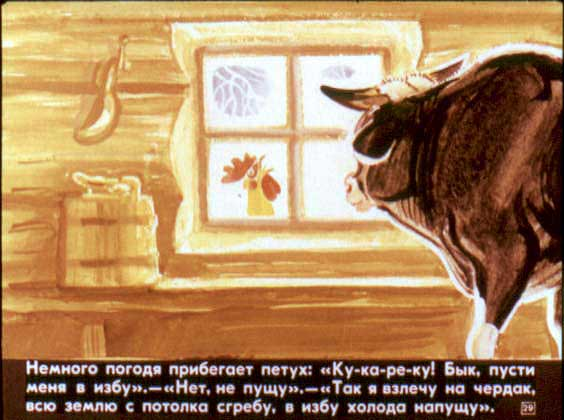 Немного погодя прибегает петух: «Ку-ка-ре-ку! Бык, пусти
меня в избу».—«Нет, не пущу».—«Так я взлечу на чердак,
всю землю с потолка сгребу, в избу холода напущу».
29